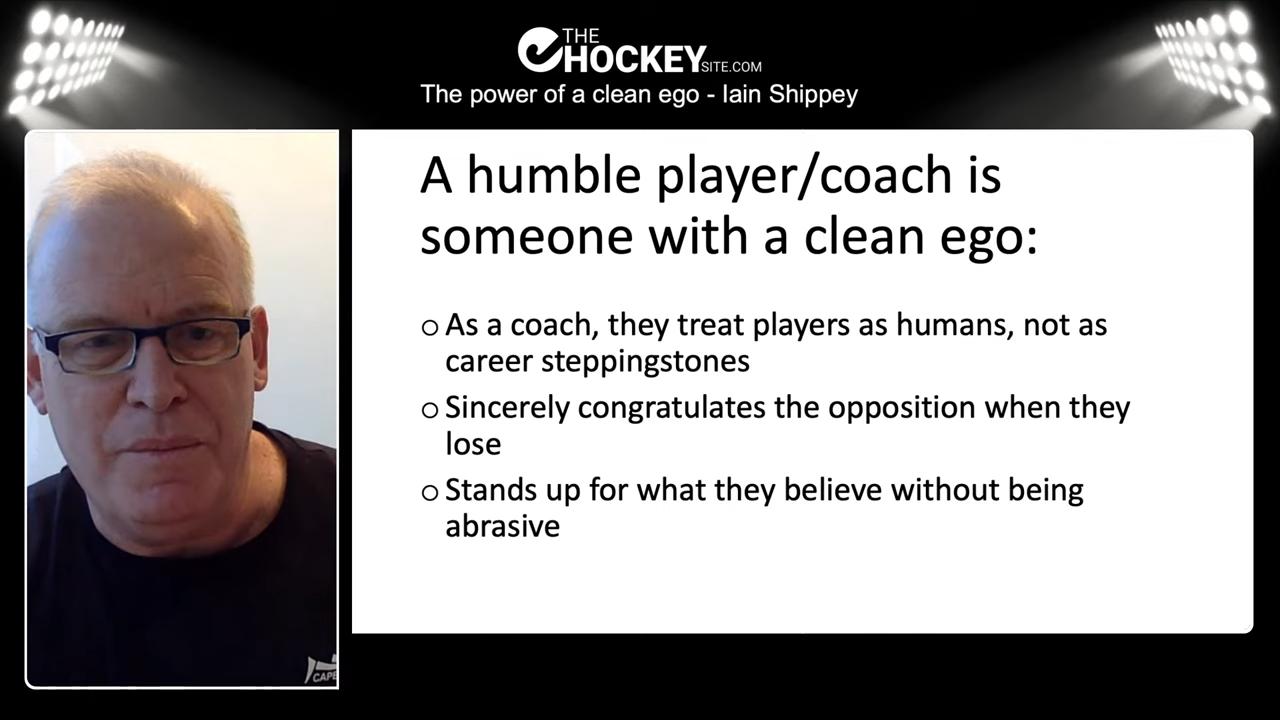 THE
HOCKEYSITE.COM
The power of a clean ego - Iain Shippey
A humble player/coach is
someone with a clean ego:
○ As a coach, they treat players as humans, not as
career steppingstones
○ Sincerely congratulates the opposition when they
lose
○ Stands up for what they believe without being
abrasive